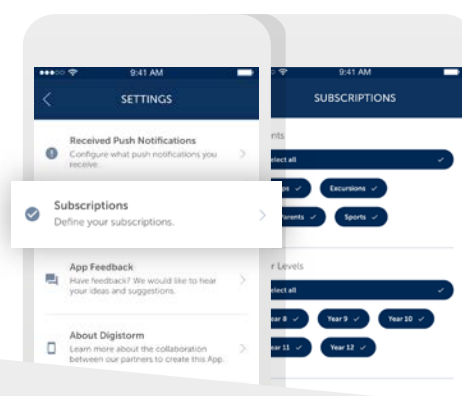 9:41 AM
SETTINGS
Received Push Notifications
Configure what push notifications you
receive.
Subscriptions
Define your subscriptions.
App Feedback
Have feedback? We would like to hear
your ideas and suggestions.
About Digistorm
Learn more about the collaboration
between our partners to create this App.
9:41 AM
SUBSCRIPTIONS
nts
elect all
ps
Excursions
Parents
Sports
r Levels
elect all
ear 8
Year 9
Year 10
ear 11
Year 12